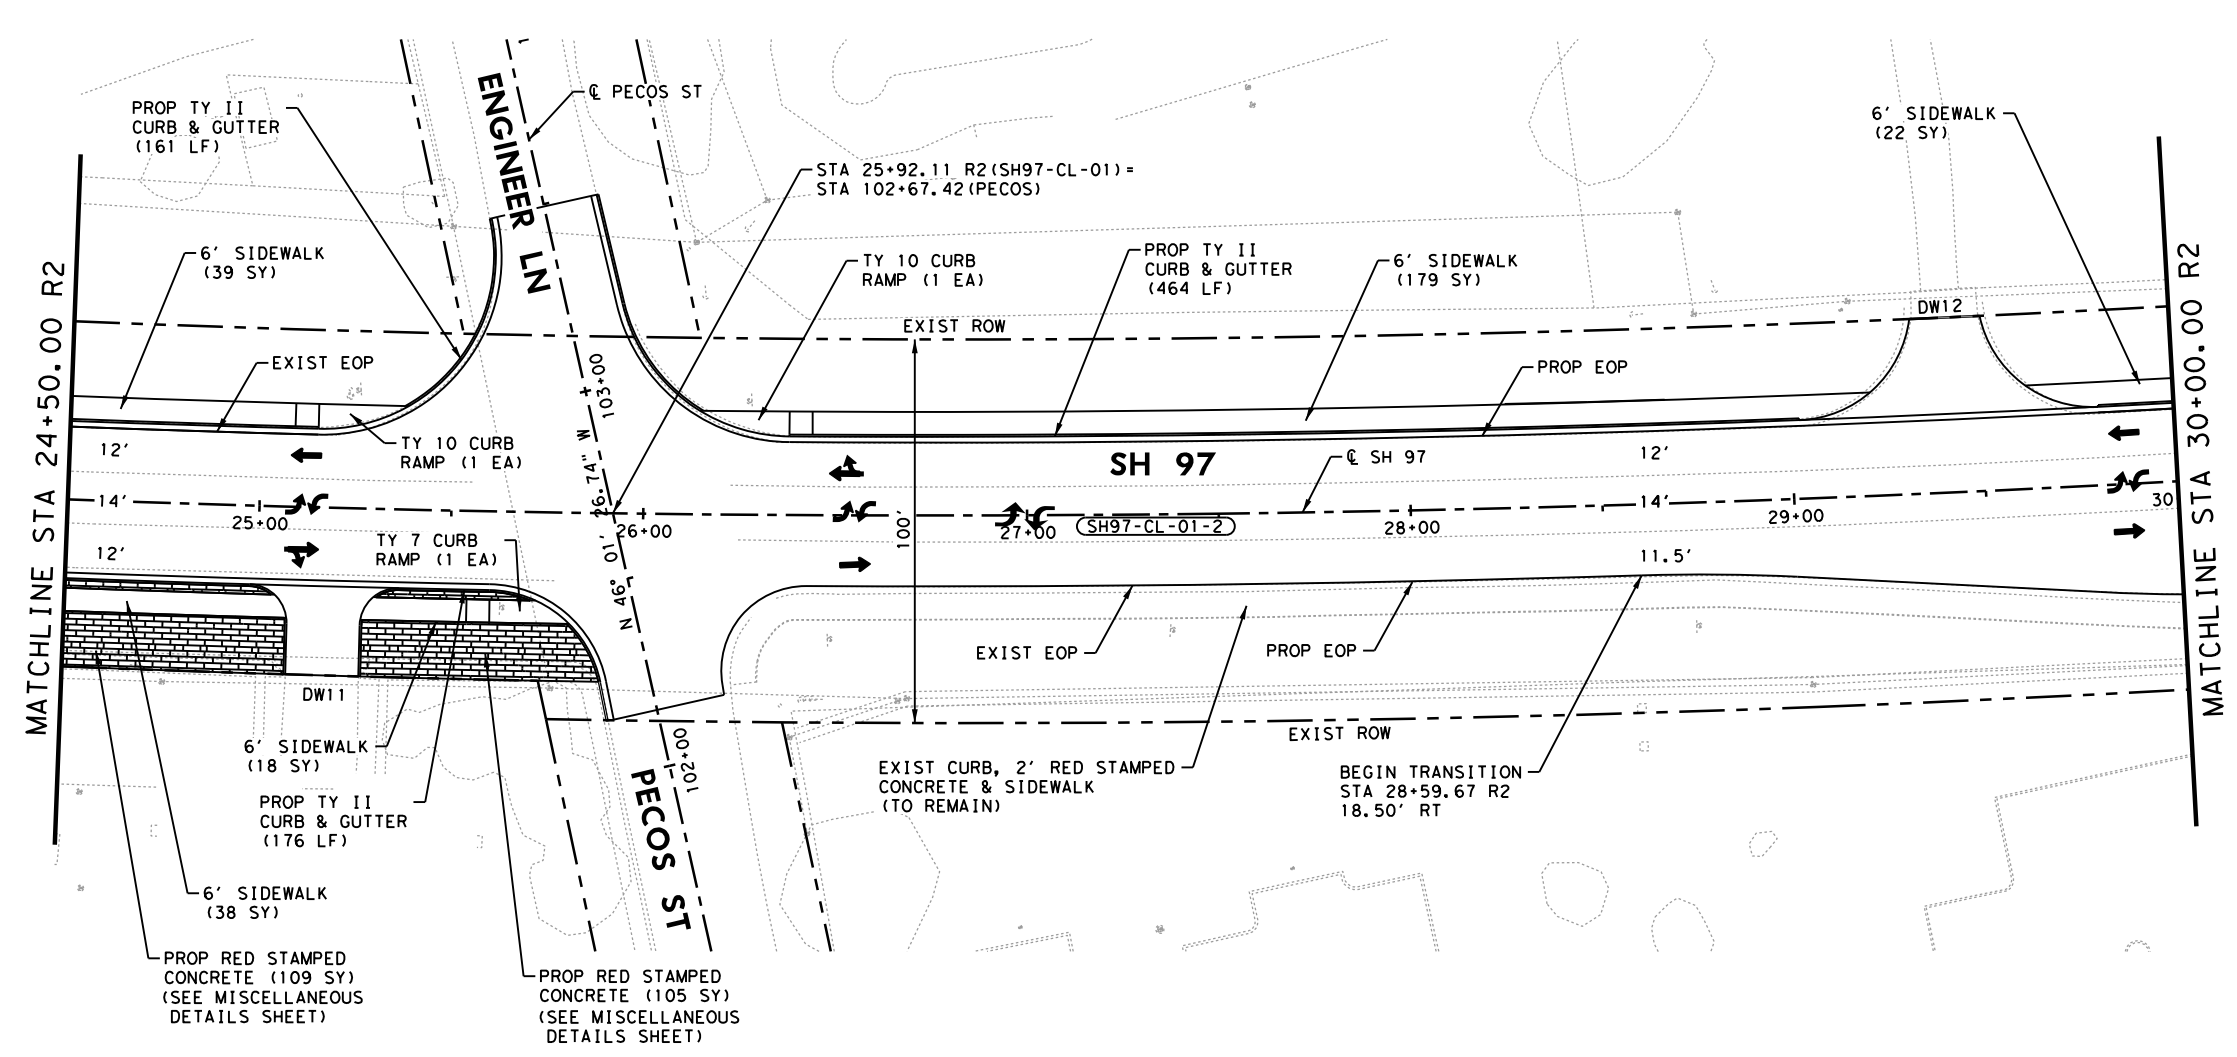 PROP TY II
CURB & GUTTER
(161 LF)
ENGINEER LN
℄ PECOS ST
6' SIDEWALK
(22 SY)
STA 25+92.11 R2(SH97-CL-01)=
STA 102+67.42(PECOS)
6' SIDEWALK
(39 SY)
TY 10 CURB
RAMP (1 EA)
PROP TY II
CURB & GUTTER
(464 LF)
6' SIDEWALK
(179 SY)
DW12
EXIST ROW
EXIST EOP
PROP EOP
103+00
MATCHLINE STA 24+50.00 R2
MATCHLINE STA 30+00.00 R2
12'
TY 10 CURB
RAMP (1 EA)
SH 97
℄ SH 97
12'
14'
25+00
26+00
27+00
SH97-CL-01-2
28+00
14'
29+00
30
N 46° 01' 26.74" W
100'
12'
TY 7 CURB
RAMP (1 EA)
11.5'
EXIST EOP
PROP EOP
DW11
102+00
EXIST ROW
6' SIDEWALK
(18 SY)
PROP TY II
CURB & GUTTER
(176 LF)
PECOS ST
EXIST CURB, 2' RED STAMPED
CONCRETE & SIDEWALK
(TO REMAIN)
BEGIN TRANSITION
STA 28+59.67 R2
18.50' RT
6' SIDEWALK
(38 SY)
PROP RED STAMPED
CONCRETE (109 SY)
(SEE MISCELLANEOUS
DETAILS SHEET)
PROP RED STAMPED
CONCRETE (105 SY)
(SEE MISCELLANEOUS
DETAILS SHEET)